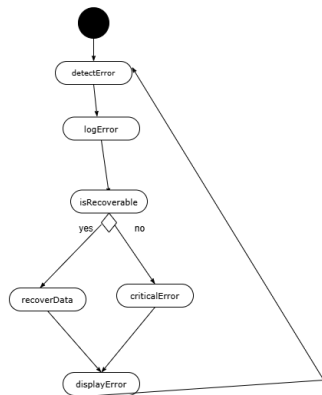 detectError
logError
isRecoverable
yes
no
recoverData
criticalError
displayError